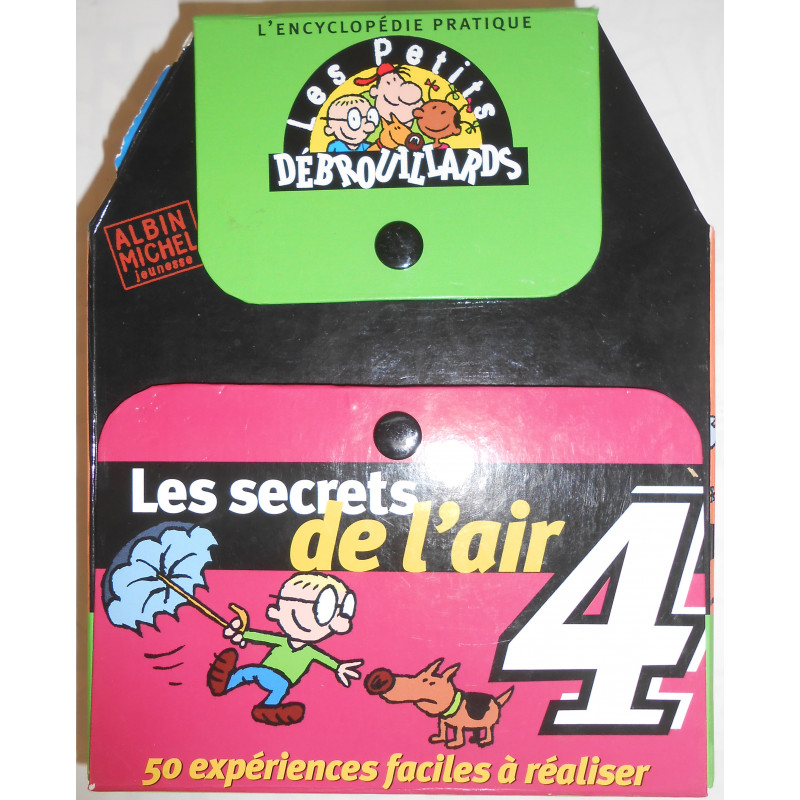 L'ENCYCLOPÉDIE PRATIQUE
Les Petits
DÉBROUILLARDS
ALBIN
MICHEL
jeunesse
Les secrets
de l'air
4
50 expériences faciles à réaliser